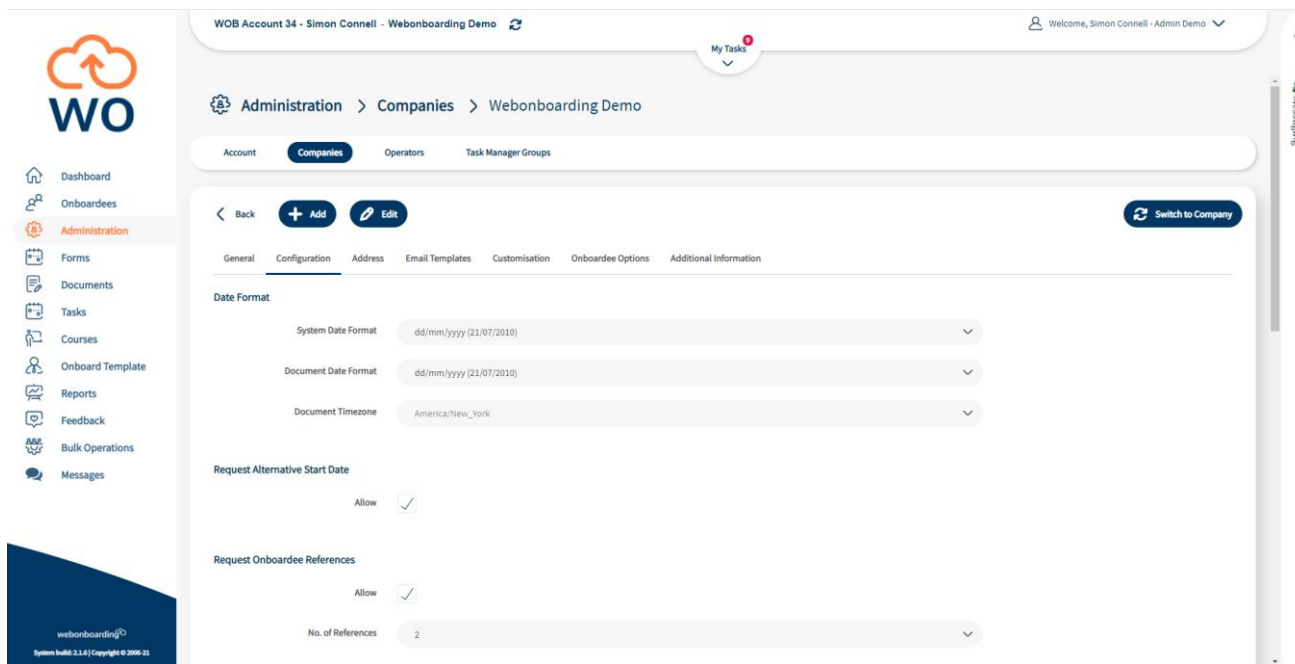 WO
WOB Account 34 - Simon Connell - Webonboarding Demo
My Tasks
9
Welcome, Simon Connell - Admin Demo
Administration > Companies > Webonboarding Demo
Account Companies Operators Task Manager Groups
Dashboard
Onboardees
Administration
Forms
Documents
Tasks
Courses
Onboard Template
Reports
Feedback
Bulk Operations
Messages
webonboarding
System build: 2.1.6 | Copyright © 2006-21
Back Add Edit Switch to Company
General Configuration Address Email Templates Customisation Onboardee Options Additional Information
Date Format
System Date Format dd/mm/yyyy (21/07/2010)
Document Date Format dd/mm/yyyy (21/07/2010)
Document Timezone America/New_York
Request Alternative Start Date
Allow
Request Onboardee References
Allow
No. of References 2